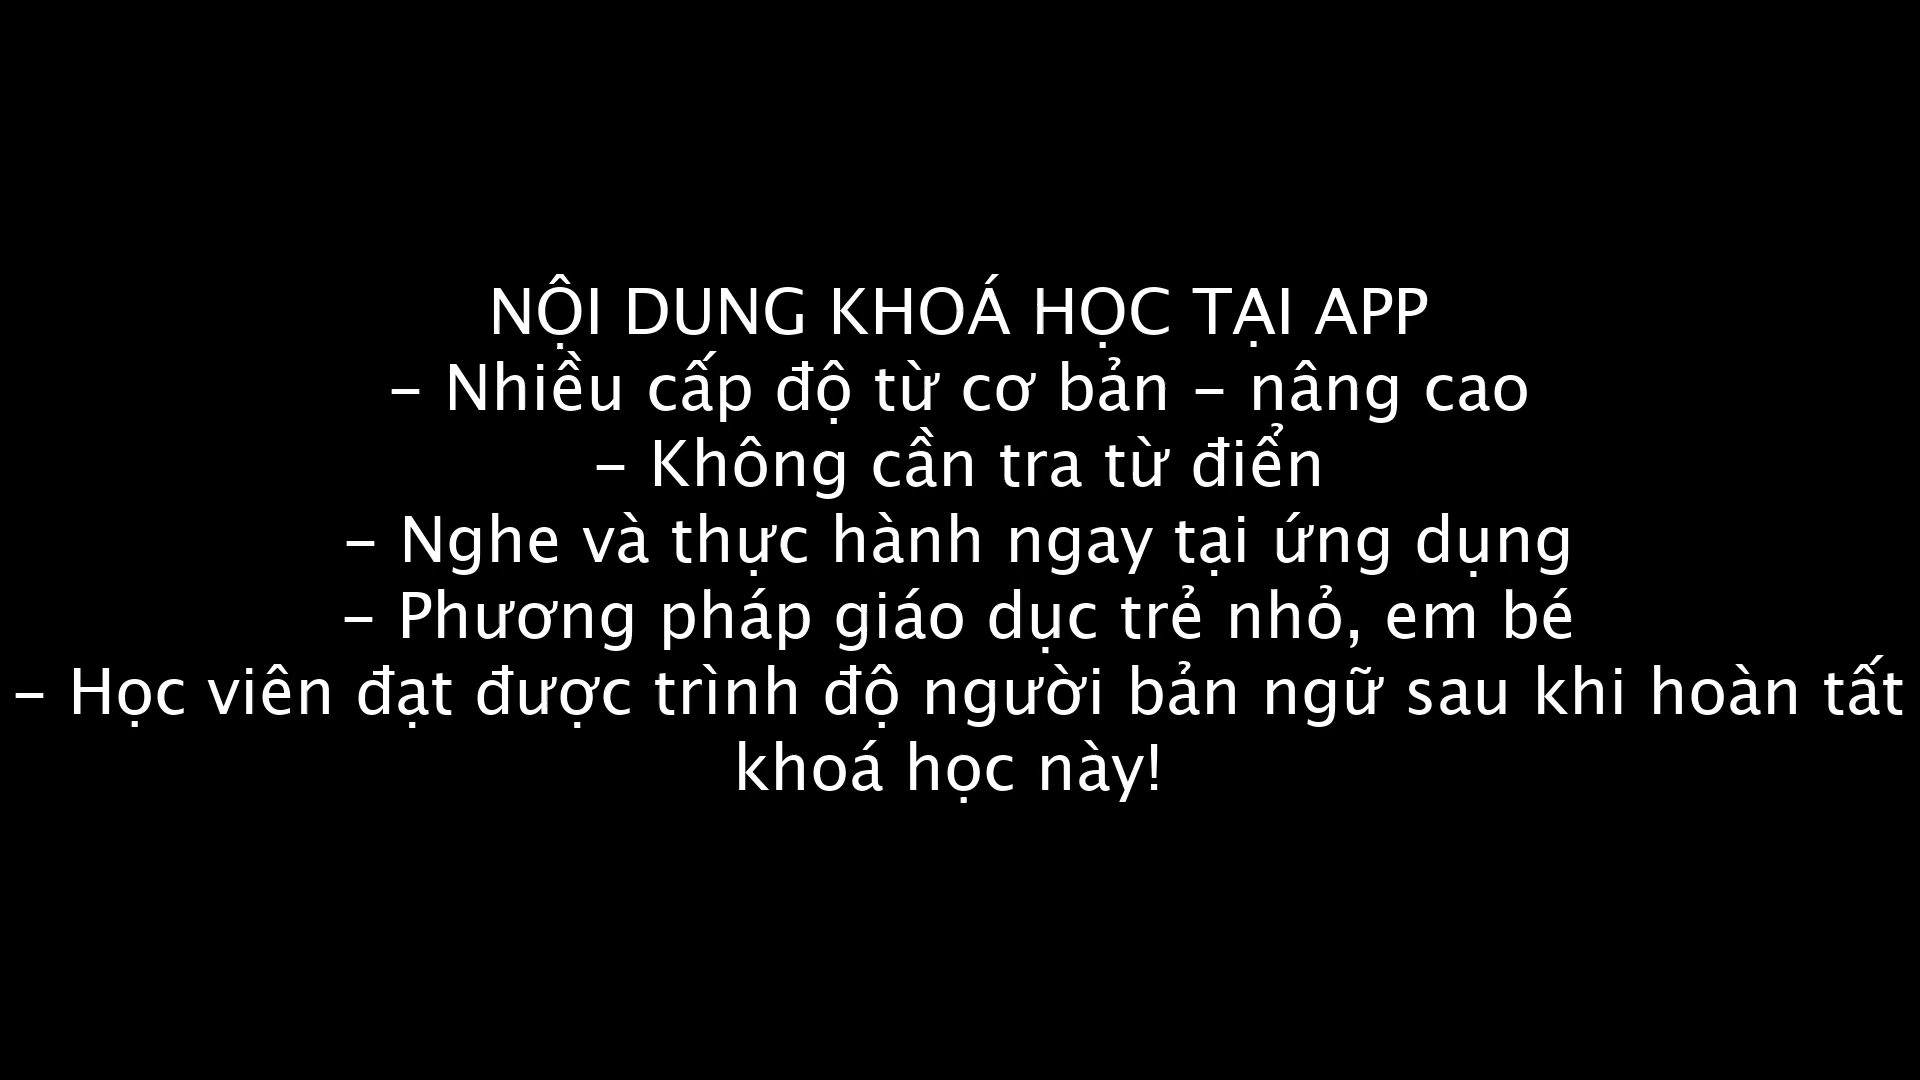 NỘI DUNG KHOÁ HỌC TẠI APP
– Nhiều cấp độ từ cơ bản – nâng cao
– Không cần tra từ điển
– Nghe và thực hành ngay tại ứng dụng
– Phương pháp giáo dục trẻ nhỏ, em bé
– Học viên đạt được trình độ người bản ngữ sau khi hoàn tất
khoá học này!